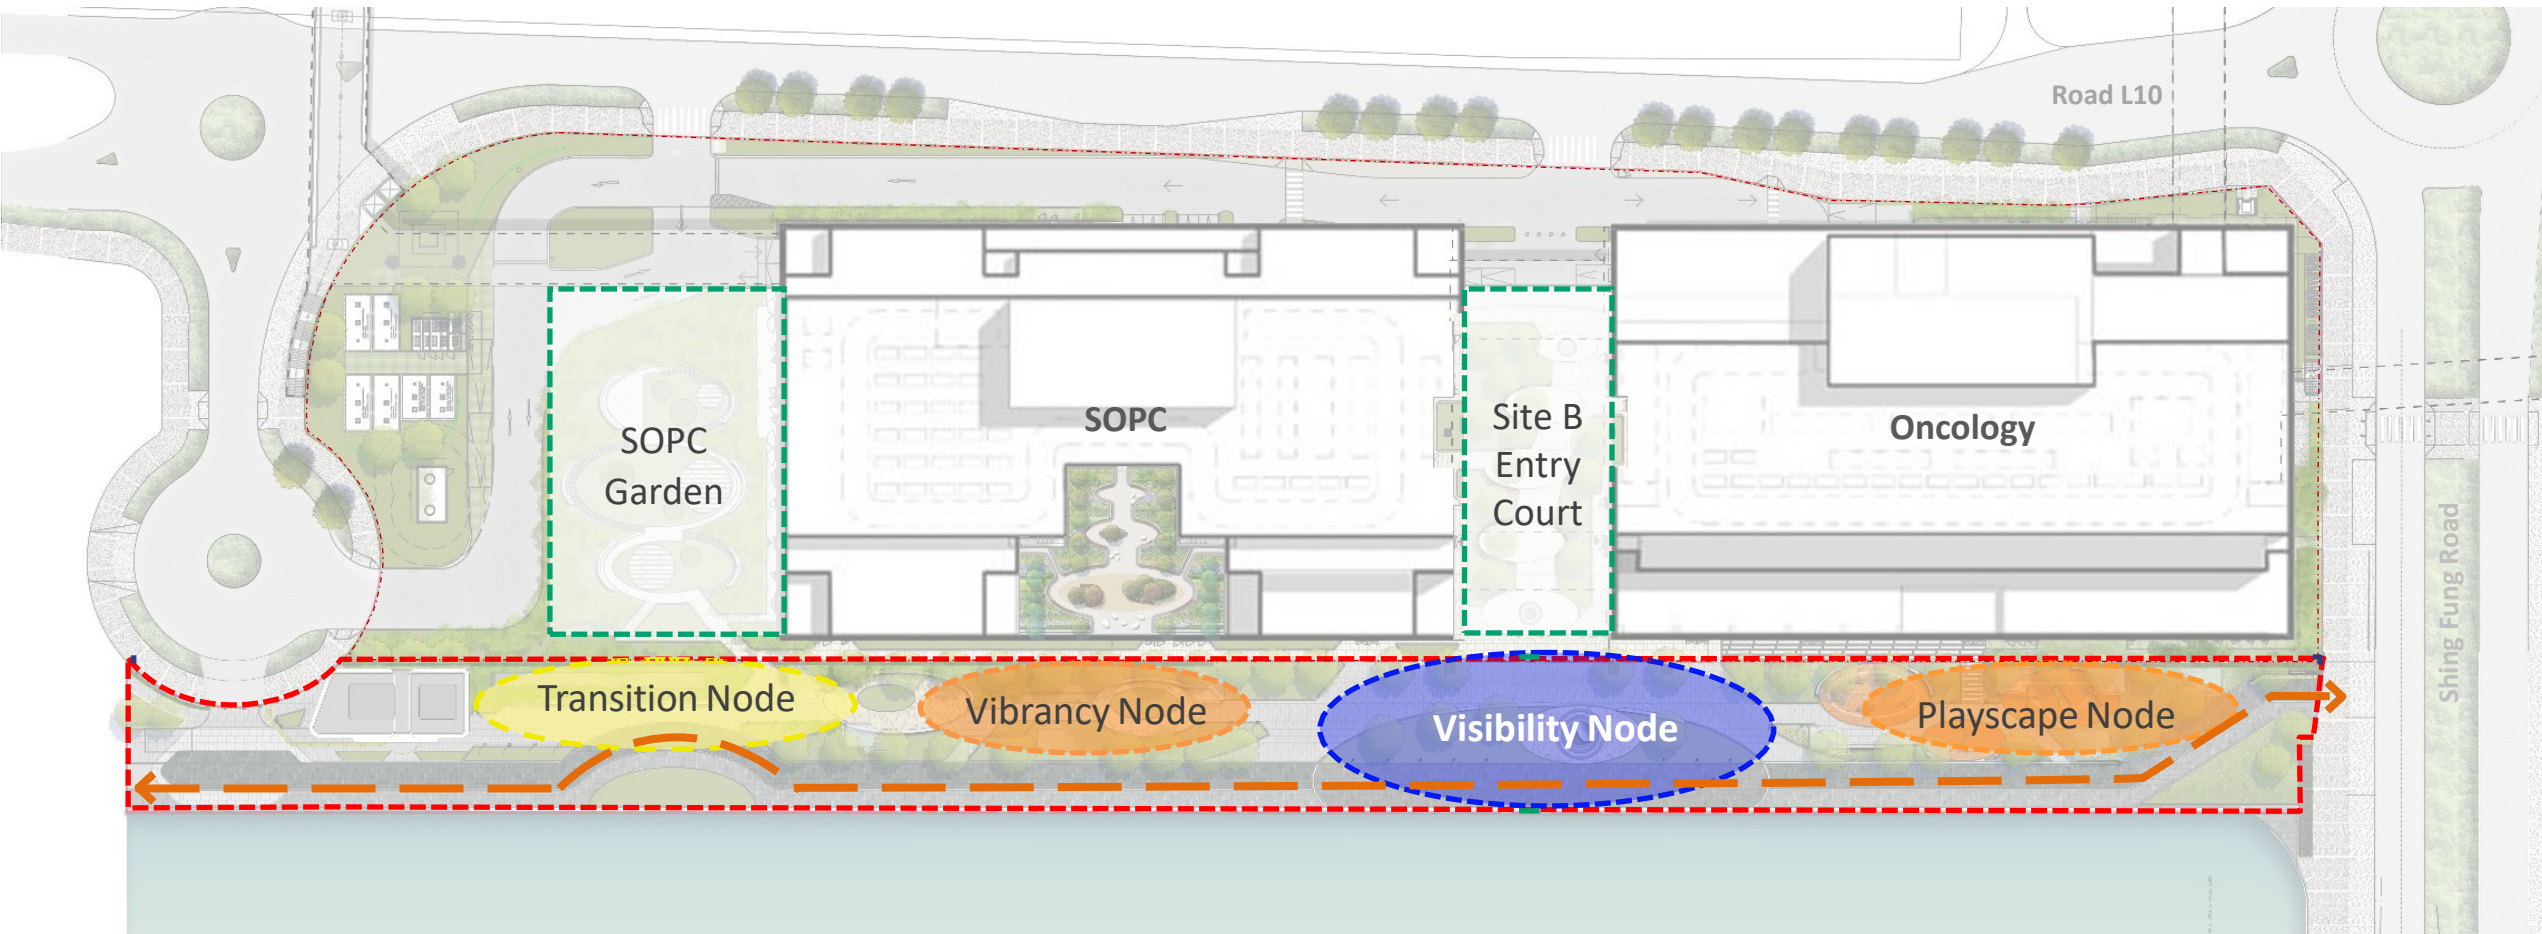 Road L10
SOPC
Garden
SOPC
Site B
Entry
Court
Oncology
Shing Fung Road
Transition Node
Vibrancy Node
Visibility Node
Playscape Node